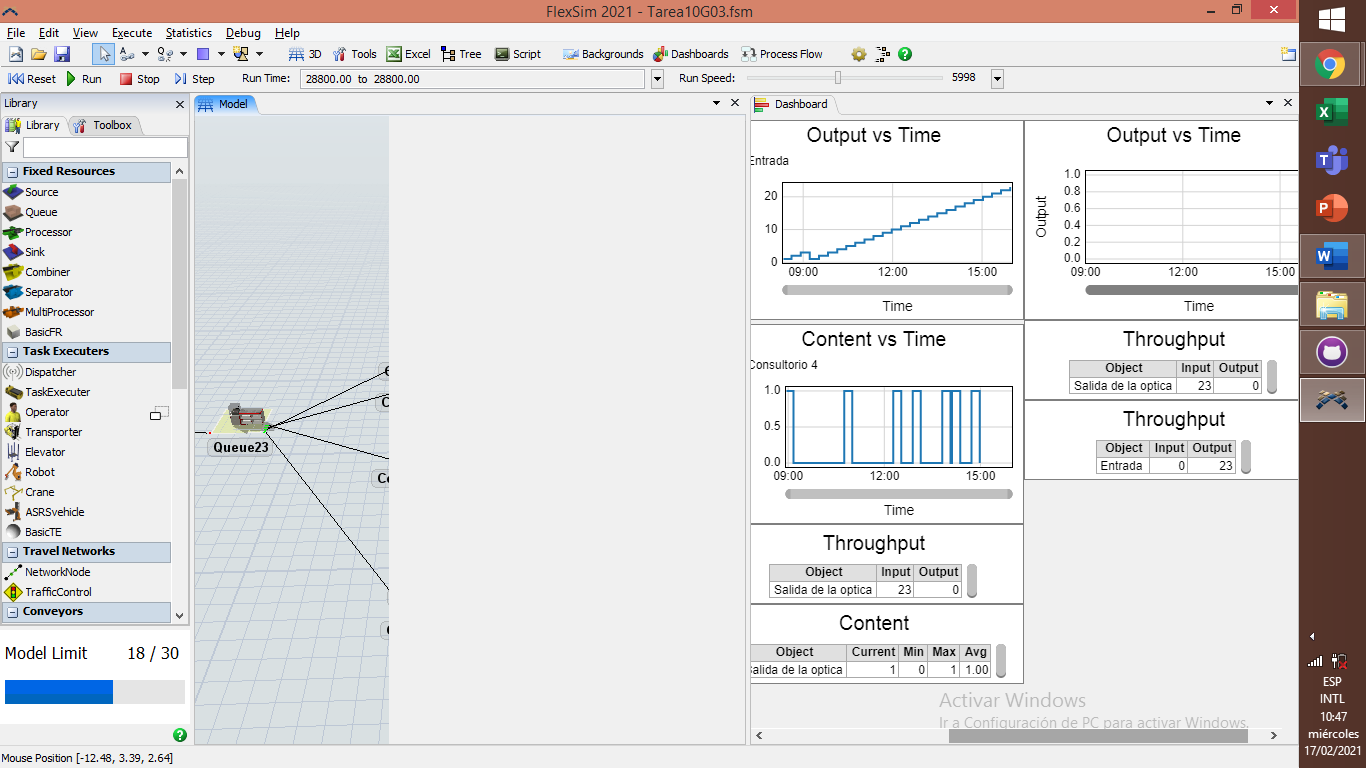 FlexSim 2021 - Tarea10G03.fsm
File Edit View Execute Statistics Debug Help
3D Tools Excel Tree Script Backgrounds Dashboards Process Flow
Reset Run Stop Step Run Time: 28800.00 to 28800.00 Run Speed: 5998
Library
Library Toolbox
Fixed Resources
Source
Queue
Processor
Sink
Combiner
Separator
MultiProcessor
BasicFR
Task Executers
Dispatcher
TaskExecuter
Operator
Transporter
Elevator
Robot
Crane
ASRSvehicle
BasicTE
Travel Networks
NetworkNode
TrafficControl
Conveyors
Model Limit 18 / 30
Mouse Position [-12.48, 3.39, 2.64]
Model
Queue23
Dashboard
Output vs Time
Entrada
20
10
0
09:00 12:00 15:00
Time
Output vs Time
Output
1.0
0.8
0.6
0.4
0.2
0.0
09:00 12:00 15:00
Time
Content vs Time
Consultorio 4
1.0
0.5
0.0
09:00 12:00 15:00
Time
Throughput
Object Input Output
Salida de la optica 23 0
Throughput
Object Input Output
Entrada 0 23
Throughput
Object Input Output
Salida de la optica 23 0
Content
Object Current Min Max Avg
Salida de la optica 1 0 1 1.00
Activar Windows
Ir a Configuración de PC para activar Windows.
ESP
INTL
10:47
miércoles
17/02/2021